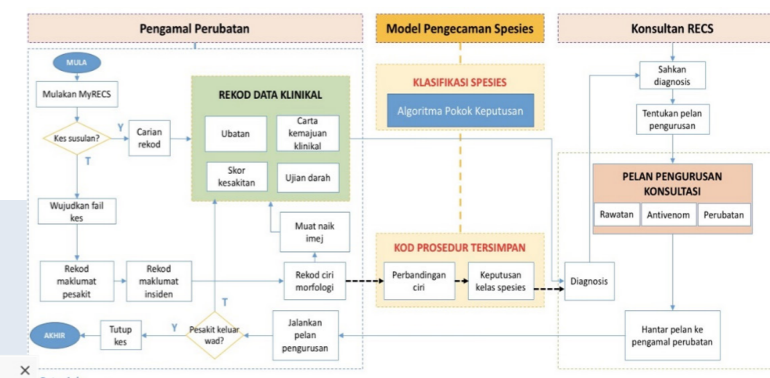 Pengamal Perubatan
Model Pengecaman Spesies
Konsultan RECS
MULA
Mulakan MyRECS
Kes susulan?
Y
T
Carian
rekod
REKOD DATA KLINIKAL
Ubatan
Carta
kemajuan
klinikal
Skor
kesakitan
Ujian darah
Wujudkan fail
kes
Muat naik
imej
Rekod
maklumat
pesakit
Rekod
maklumat
insiden
Rekod ciri
morfologi
T
AKHIR
Tutup
kes
Y
Pesakit keluar
wad?
Jalankan
pelan
pengurusan
KLASIFIKASI SPESIES
Algoritma Pokok Keputusan
KOD PROSEDUR TERSIMPAN
Perbandingan
ciri
Keputusan
kelas spesies
Sahkan
diagnosis
Tentukan pelan
pengurusan
PELAN PENGURUSAN
KONSULTASI
Rawatan
Antivenom
Perubatan
Diagnosis
Hantar pelan ke
pengamal perubatan